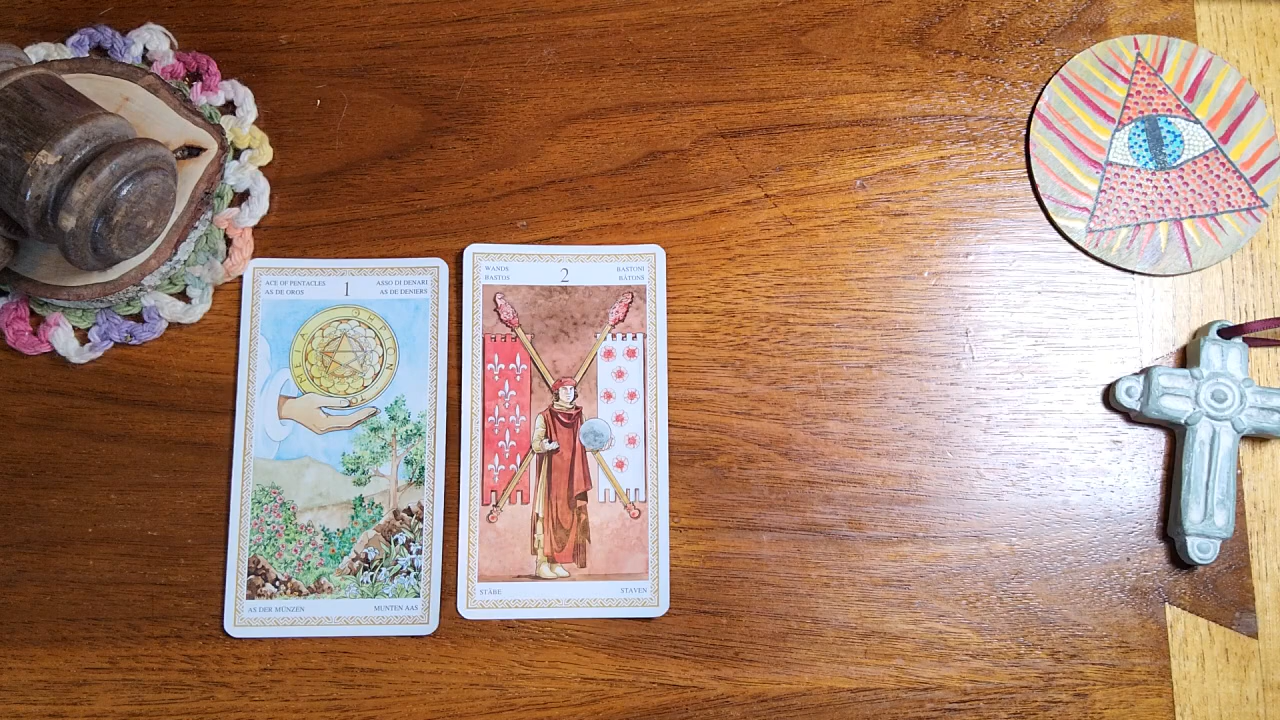 ACE OF PENTACLES
AS DE OROS
1
ASSO DI DENARI
AS DE DENIERS
AS DER MÜNZEN
MUNTEN AAS
WANDS
BASTOS
2
BASTONI
BÂTONS
STÄBE
STAVEN